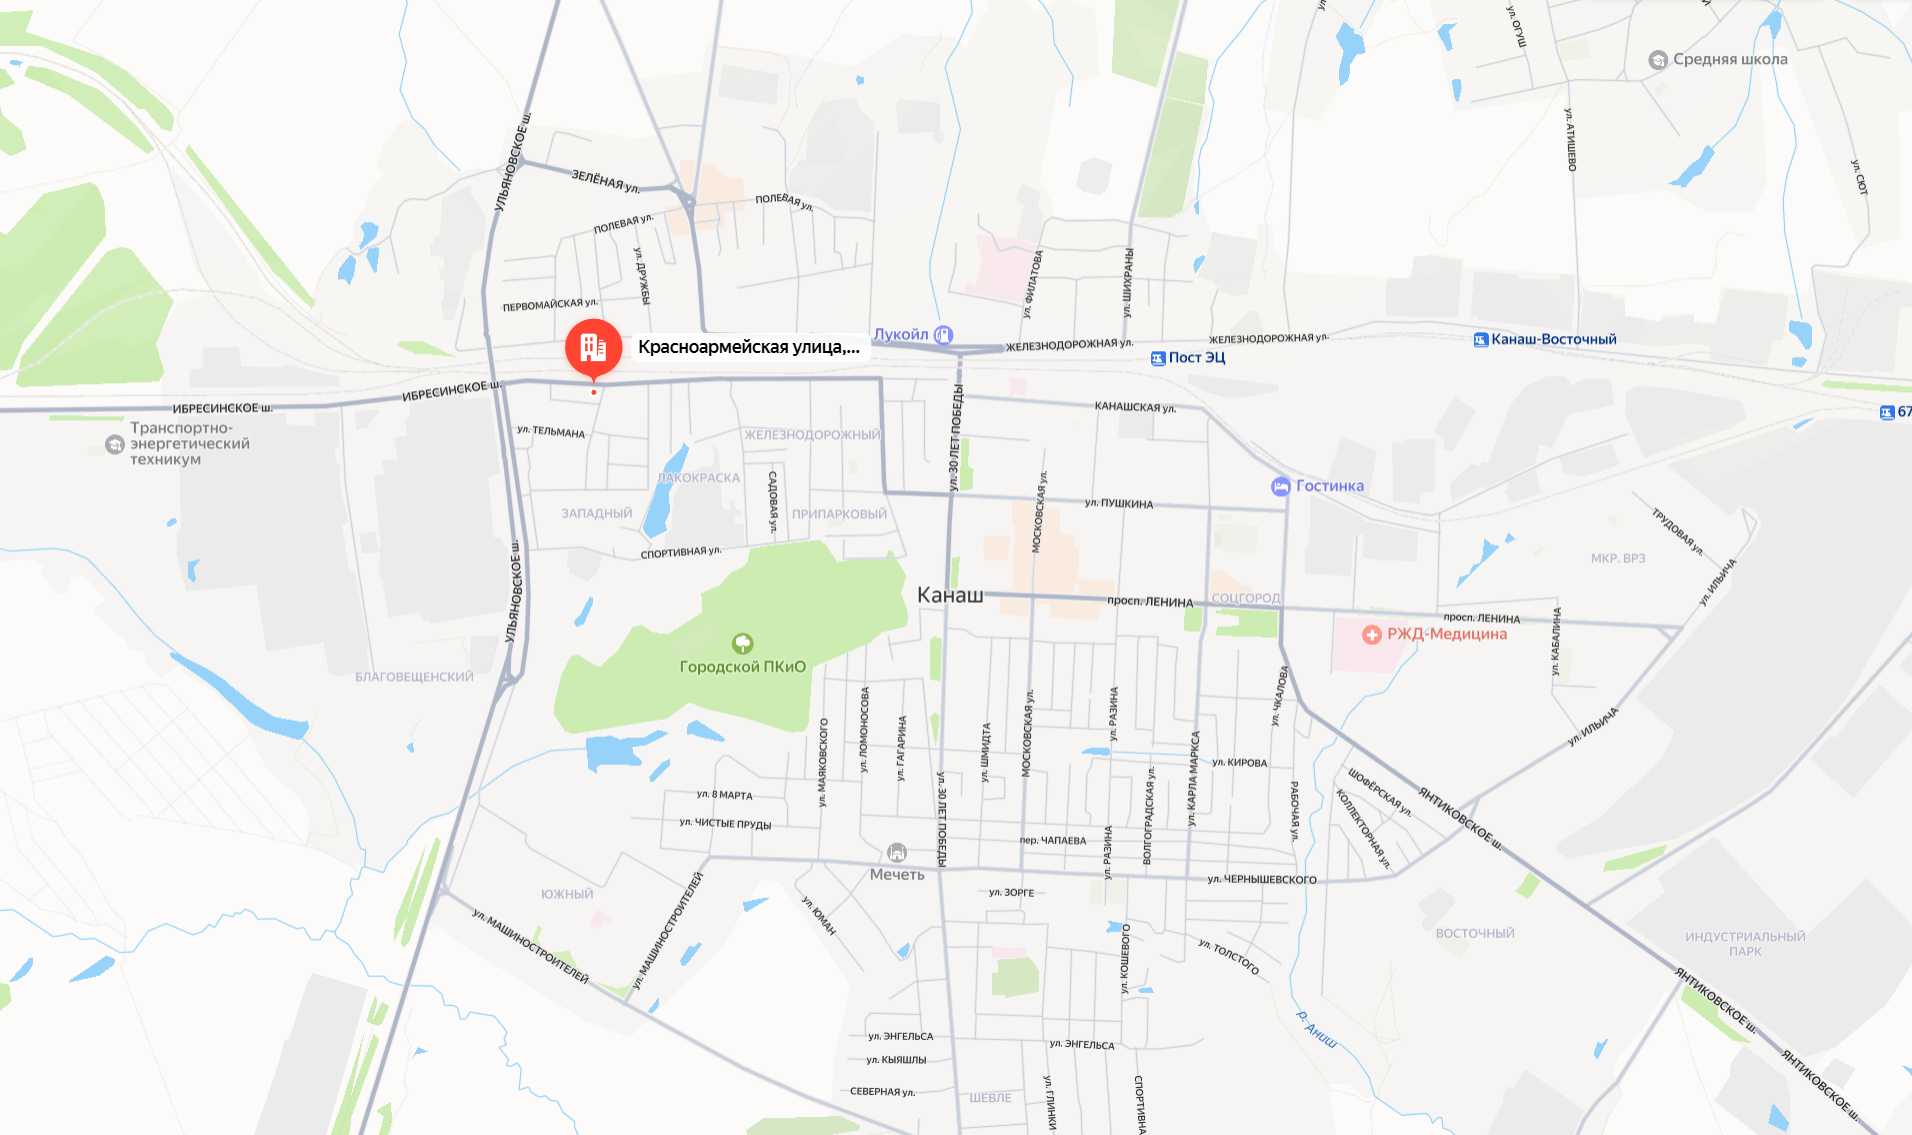 ул. ОГУШ
Средняя школа
ул. АТИШЕВО
ул. СЮТ
УЛЬЯНОВСКОЕ ш.
ЗЕЛЁНАЯ ул.
ПОЛЕВАЯ ул.
ПОЛЕВАЯ ул.
ул. ДРУЖБЫ
ПЕРВОМАЙСКАЯ ул.
ул. ФИЛАТОВА
ул. ШИХРАНЫ
Лукойл
Красноармейская улица,...
ЖЕЛЕЗНОДОРОЖНАЯ ул.
ЖЕЛЕЗНОДОРОЖНАЯ ул.
Пост ЭЦ
Канаш-Восточный
ИБРЕСИНСКОЕ ш.
ИБРЕСИНСКОЕ ш.
КАНАШСКАЯ ул.
67
Транспортно-
энергетический
техникум
ул. ТЕЛЬМАНА
ЖЕЛЕЗНОДОРОЖНЫЙ
ул. 30 ЛЕТ ПОБЕДЫ
ЛАКОКРАСКА
САДОВАЯ ул.
ЗАПАДНЫЙ
ПРИПАРКОВЫЙ
МОСКОВСКАЯ ул.
ул. ПУШКИНА
Гостинка
ТРУДОВАЯ ул.
МКР. ВРЗ
СПОРТИВНАЯ ул.
УЛЬЯНОВСКОЕ ш.
Канаш
просп. ЛЕНИНА
СОЦГОРОД
ул. ИЛЬИЧА
просп. ЛЕНИНА
РЖД-Медицина
ул. КАБАЛИНА
Городской ПКиО
БЛАГОВЕЩЕНСКИЙ
ул. МАЯКОВСКОГО
ул. ЛОМОНОСОВА
ул. ГАГАРИНА
ул. ШМИДТА
МОСКОВСКАЯ ул.
ул. РАЗИНА
ул. ЧКАЛОВА
ул. ИЛЬИЧА
ул. КАРЛА МАРКСА
ул. КИРОВА
ВОЛГОГРАДСКАЯ ул.
РАБОЧАЯ ул.
ШОФЁРСКАЯ ул.
КОЛЛЕКТОРНАЯ ул.
ЯНТИКОВСКОЕ ш.
ул. 8 МАРТА
ул. ЧИСТЫЕ ПРУДЫ
ул. 30 ЛЕТ ПОБЕДЫ
пер. ЧАПАЕВА
ул. РАЗИНА
Мечеть
ул. ЗОРГЕ
ул. ЧЕРНЫШЕВСКОГО
ЮЖНЫЙ
ул. МАШИНОСТРОИТЕЛЕЙ
ул. МАШИНОСТРОИТЕЛЕЙ
ул. ЮМАН
ул. КОШЕВОГО
ул. ТОЛСТОГО
ВОСТОЧНЫЙ
ИНДУСТРИАЛЬНЫЙ
ПАРК
ЯНТИКОВСКОЕ ш.
р. Аниш
ул. ЭНГЕЛЬСА
ул. ЭНГЕЛЬСА
ул. КЫЯШЛЫ
СЕВЕРНАЯ ул.
ШЕВЛЕ
ул. ГЛИНКИ
СПОРТИВНА
ЯНТИКОВСКОЕ ш.